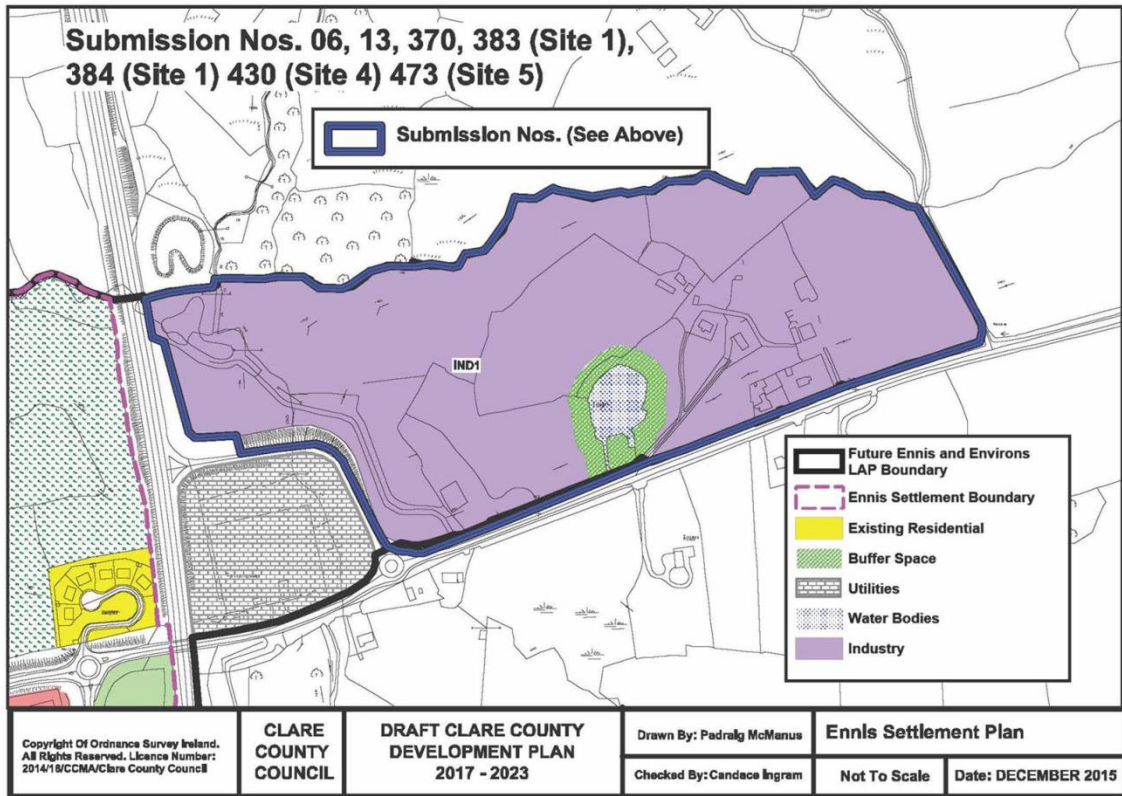 Submission Nos. 06, 13, 370, 383 (Site 1),
384 (Site 1) 430 (Site 4) 473 (Site 5)
Submission Nos. (See Above)
IND1
Future Ennis and Environs
LAP Boundary
Ennis Settlement Boundary
Existing Residential
Buffer Space
Utilities
Water Bodies
Industry
Copyright Of Ordnance Survey Ireland.
All Rights Reserved. Licence Number:
2014/18/CCMA/Clare County Council
CLARE
COUNTY
COUNCIL
DRAFT CLARE COUNTY
DEVELOPMENT PLAN
2017 - 2023
Drawn By: Padraig McManus
Checked By: Candace Ingram
Ennis Settlement Plan
Not To Scale
Date: DECEMBER 2015